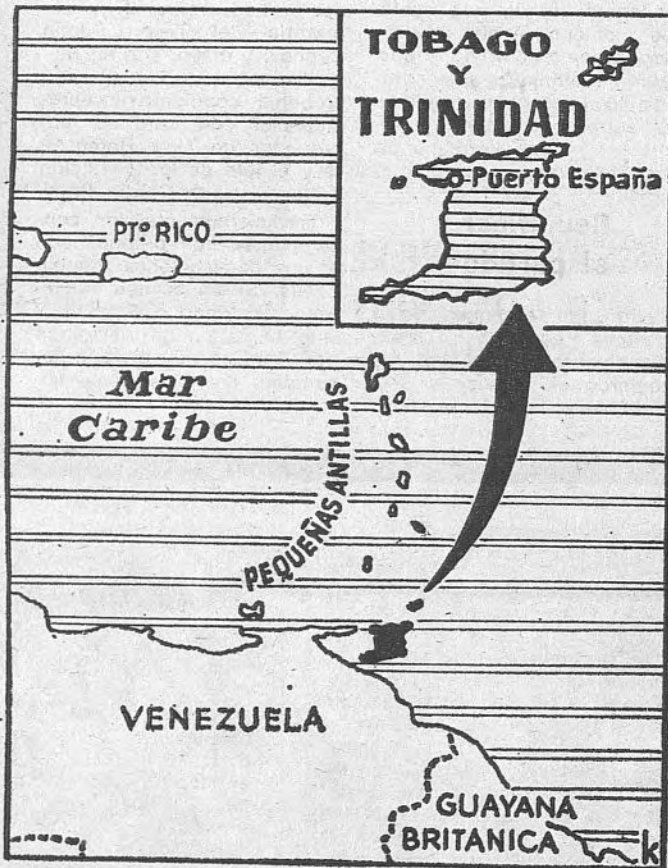 TOBAGO
Y
TRINIDAD
Puerto España
PTº RICO
Mar
Caribe
PEQUEÑAS ANTILLAS
VENEZUELA
GUAYANA
BRITANICA
k